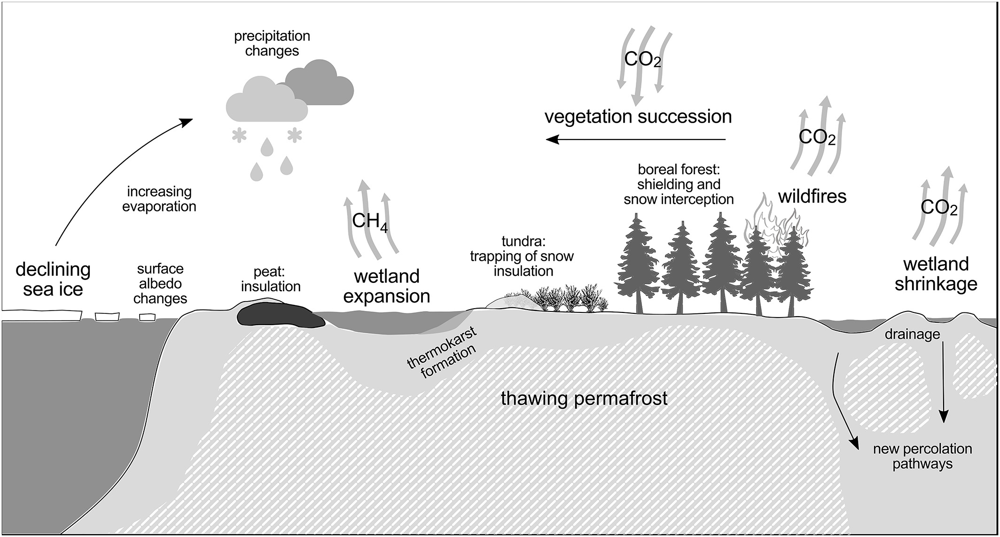 precipitation
changes
CO₂
vegetation succession
CO₂
boreal forest:
shielding and
snow interception
wildfires
increasing
evaporation
CO₂
CH₄
tundra:
trapping of snow
insulation
declining
sea ice
surface
albedo
changes
peat:
insulation
wetland
expansion
wetland
shrinkage
drainage
thermokarst
formation
thawing permafrost
new percolation
pathways